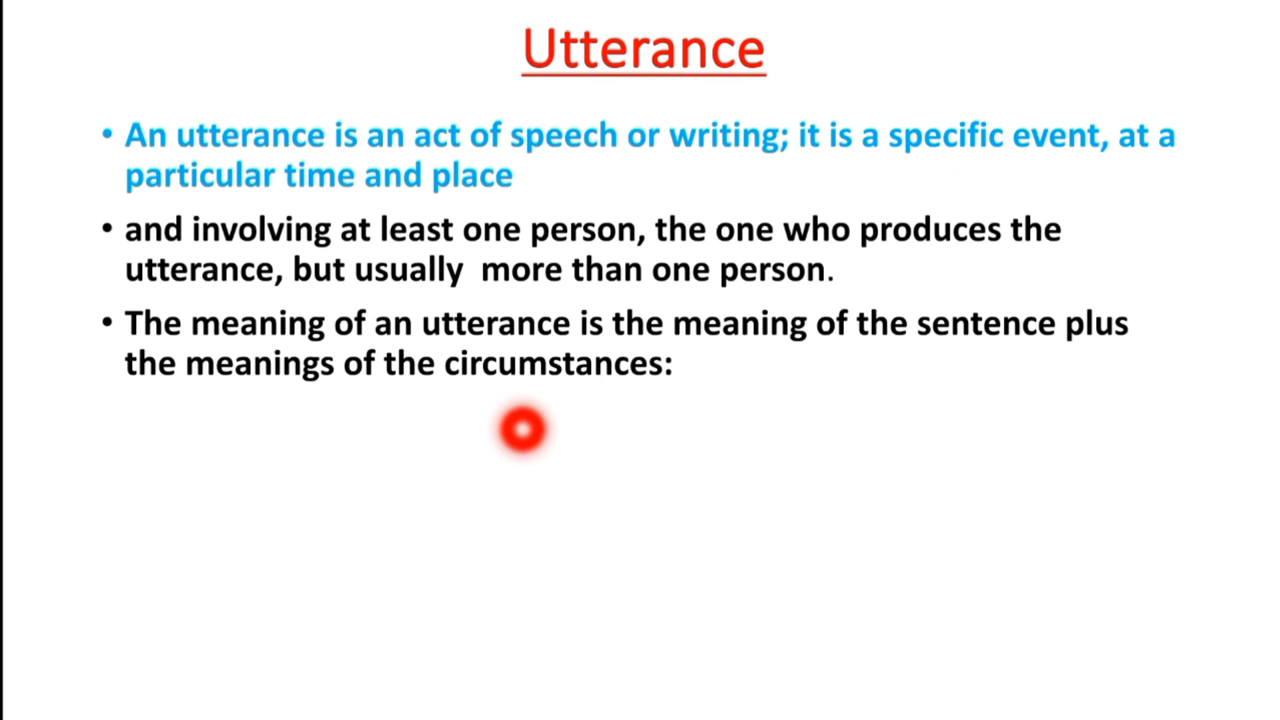 Utterance
• An utterance is an act of speech or writing; it is a specific event, at a
particular time and place
• and involving at least one person, the one who produces the
utterance, but usually  more than one person.
• The meaning of an utterance is the meaning of the sentence plus
the meanings of the circumstances: